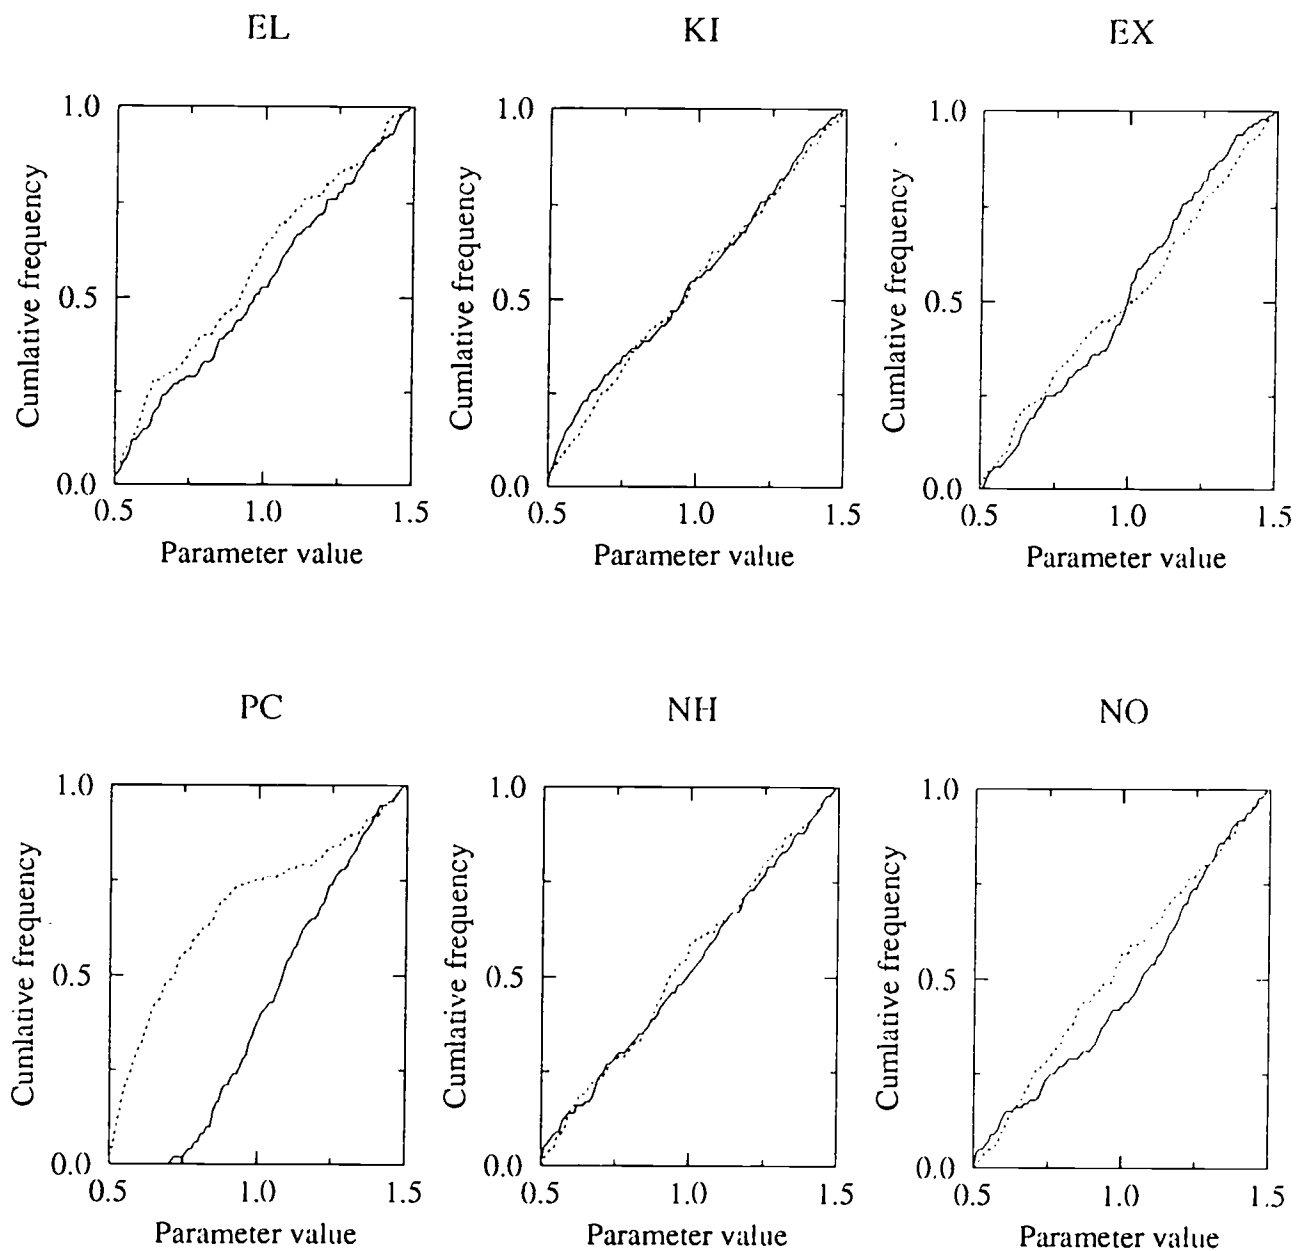 EL KI EX
1.0 1.0 1.0
Cumlative frequency Cumlative frequency Cumlative frequency
0.5 0.5 0.5
0.0 0.0 0.0
0.5 1.0 1.5 0.5 1.0 1.5 0.5 1.0 1.5
Parameter value Parameter value Parameter value
PC NH NO
1.0 1.0 1.0
Cumlative frequency Cumlative frequency Cumlative frequency
0.5 0.5 0.5
0.0 0.0 0.0
0.5 1.0 1.5 0.5 1.0 1.5 0.5 1.0 1.5
Parameter value Parameter value Parameter value